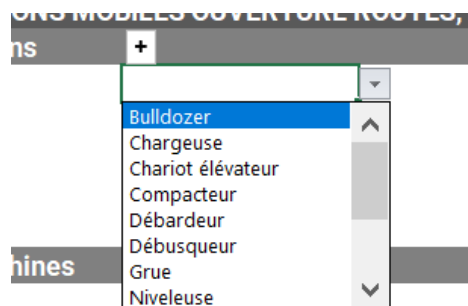 ONS MOBILES OUVERTURE ROUTES,
ns +
Bulldozer
Chargeuse
Chariot élévateur
Compacteur
Débardeur
Débusqueur
hines
Grue
Niveleuse